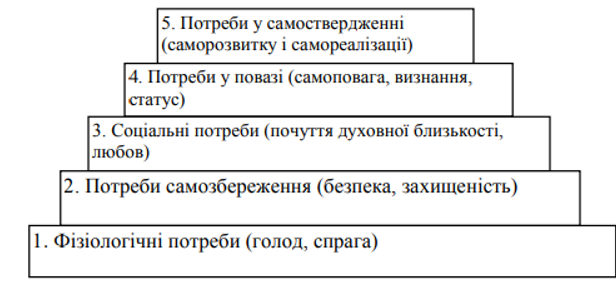 5. Потреби у самоствердженні
(саморозвитку і самореалізації)
4. Потреби у повазі (самоповага, визнання,
статус)
3. Соціальні потреби (почуття духовної близькості,
любов)
2. Потреби самозбереження (безпека, захищеність)
1. Фізіологічні потреби (голод, спрага)